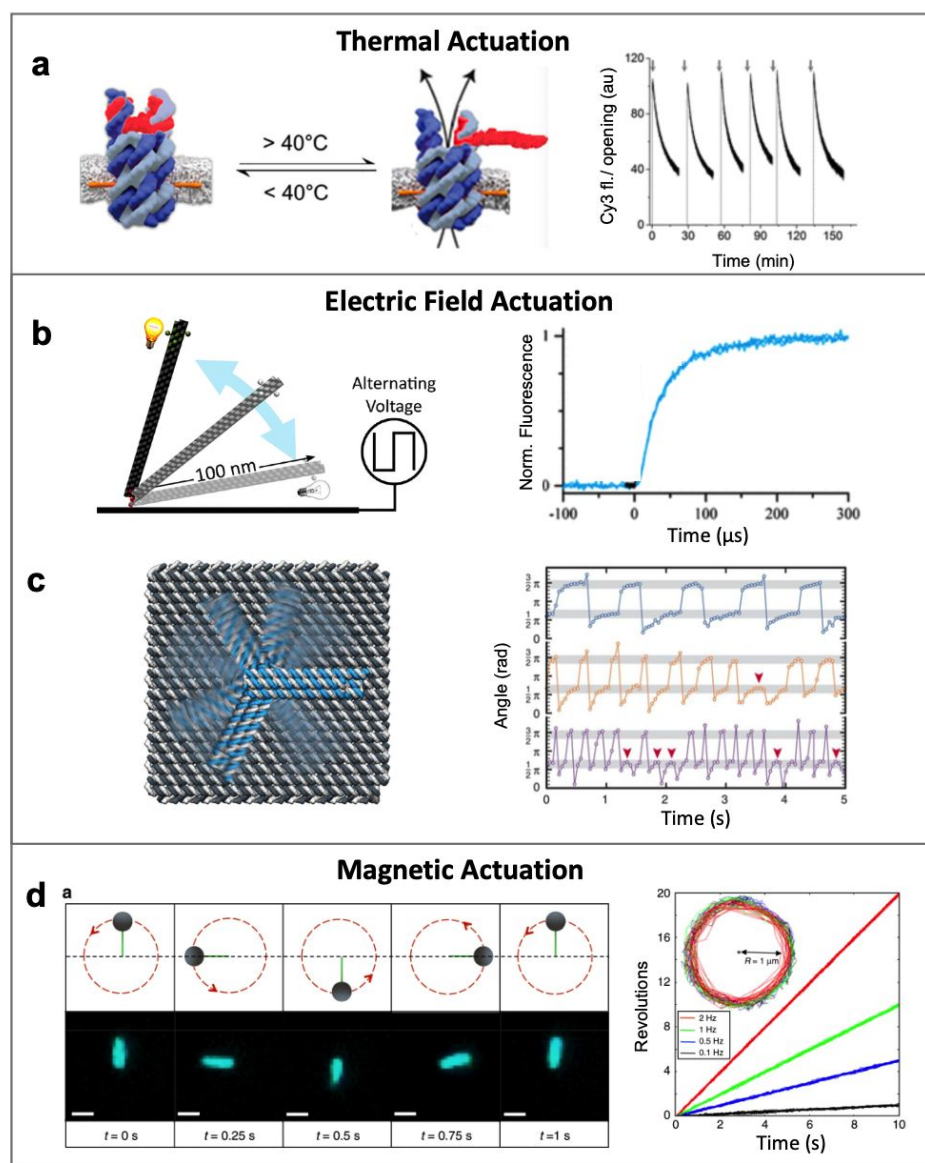 Thermal Actuation
a
> 40°C
< 40°C
Cy3 fl./ opening (au)
120
80
40
0
0 30 60 90 120 150
Time (min)
Electric Field Actuation
b
Alternating
Voltage
100 nm
Norm. Fluorescence
1
0
-100 0 100 200 300
Time (µs)
c
Angle (rad)
π
0
π
0
π
0
0 1 2 3 4 5
Time (s)
Magnetic Actuation
d
a
t = 0 s
t = 0.25 s
t = 0.5 s
t = 0.75 s
t =1 s
Revolutions
20
16
12
8
4
0
R = 1 µm
2 Hz
1 Hz
0.5 Hz
0.1 Hz
0 2 4 6 8 10
Time (s)